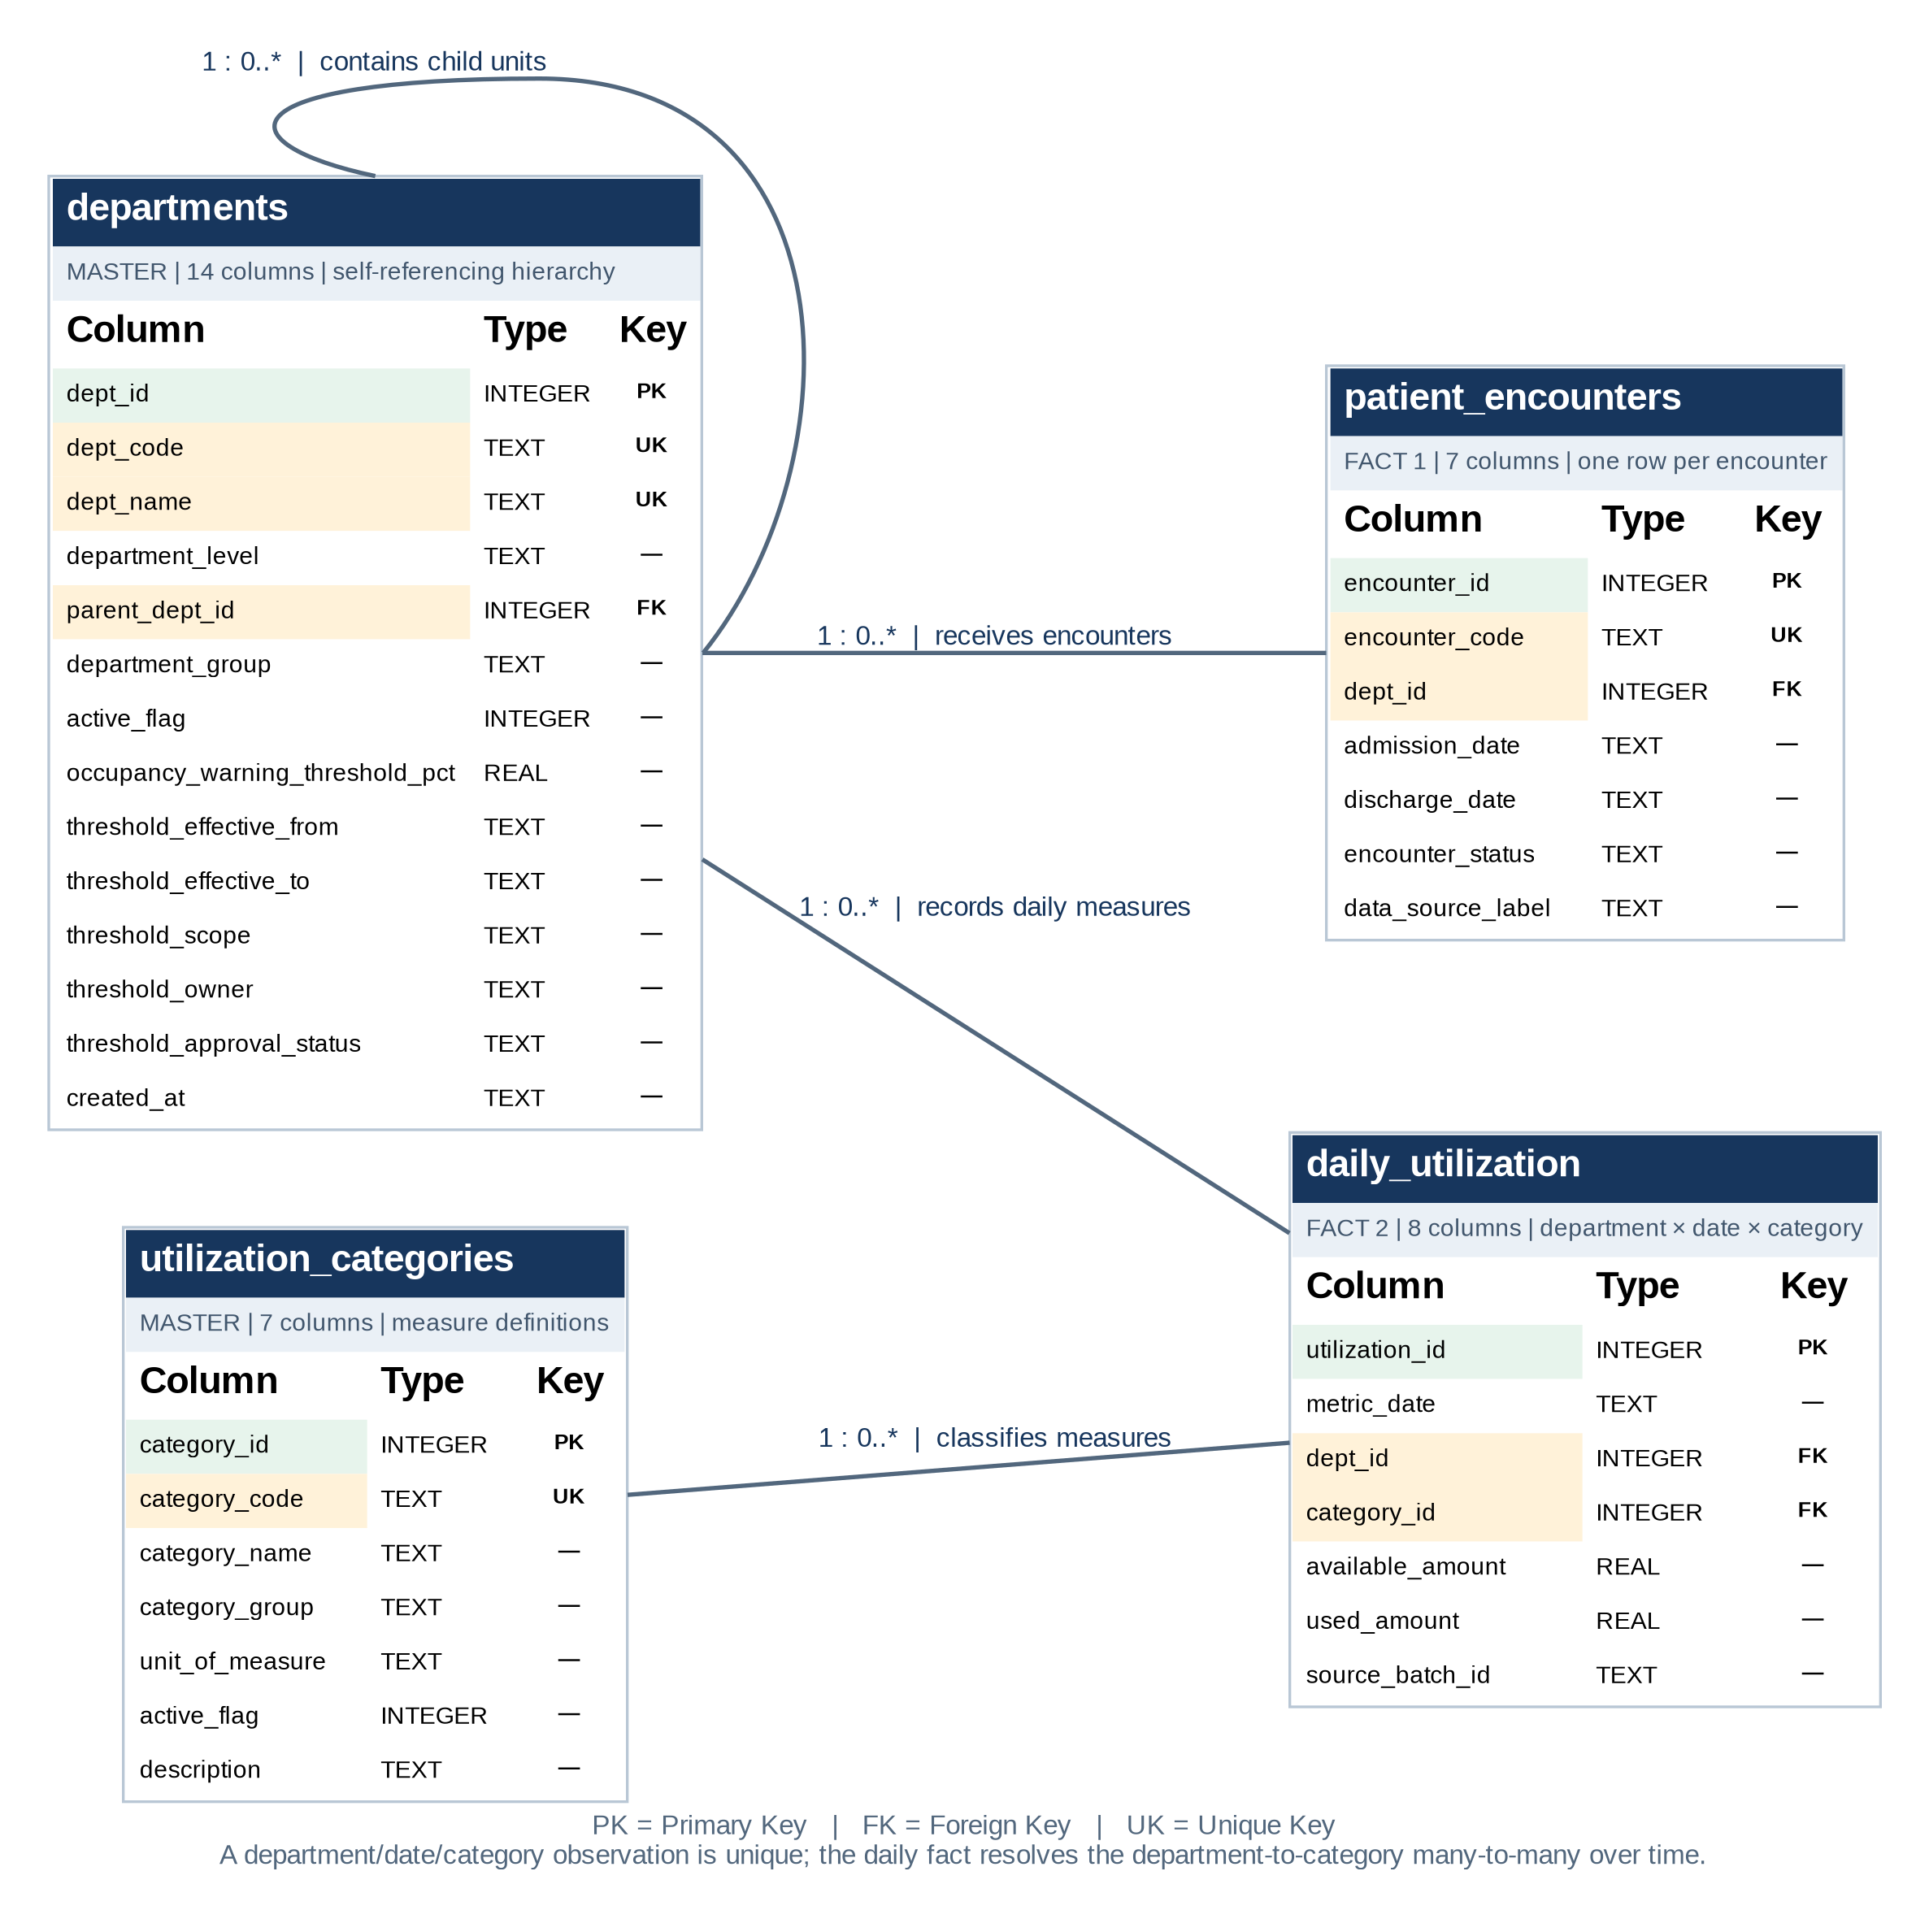 1 : 0..*  |  contains child units
departments
MASTER | 14 columns | self-referencing hierarchy
Column Type Key
dept_id INTEGER PK
dept_code TEXT UK
dept_name TEXT UK
department_level TEXT —
parent_dept_id INTEGER FK
department_group TEXT —
active_flag INTEGER —
occupancy_warning_threshold_pct REAL —
threshold_effective_from TEXT —
threshold_effective_to TEXT —
threshold_scope TEXT —
threshold_owner TEXT —
threshold_approval_status TEXT —
created_at TEXT —
1 : 0..*  |  receives encounters
patient_encounters
FACT 1 | 7 columns | one row per encounter
Column Type Key
encounter_id INTEGER PK
encounter_code TEXT UK
dept_id INTEGER FK
admission_date TEXT —
discharge_date TEXT —
encounter_status TEXT —
data_source_label TEXT —
1 : 0..*  |  records daily measures
utilization_categories
MASTER | 7 columns | measure definitions
Column Type Key
category_id INTEGER PK
category_code TEXT UK
category_name TEXT —
category_group TEXT —
unit_of_measure TEXT —
active_flag INTEGER —
description TEXT —
1 : 0..*  |  classifies measures
daily_utilization
FACT 2 | 8 columns | department × date × category
Column Type Key
utilization_id INTEGER PK
metric_date TEXT —
dept_id INTEGER FK
category_id INTEGER FK
available_amount REAL —
used_amount REAL —
source_batch_id TEXT —
PK = Primary Key   |   FK = Foreign Key   |   UK = Unique Key
A department/date/category observation is unique; the daily fact resolves the department-to-category many-to-many over time.